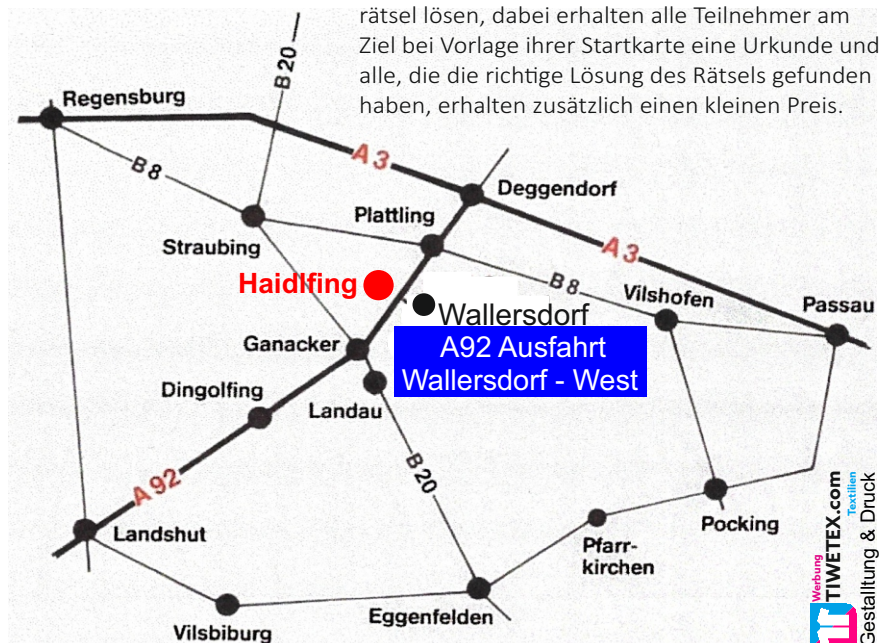 rätsel lösen, dabei erhalten alle Teilnehmer am
Ziel bei Vorlage ihrer Startkarte eine Urkunde und
alle, die die richtige Lösung des Rätsels gefunden
haben, erhalten zusätzlich einen kleinen Preis.
B 20
Regensburg
A 3
B 8
Deggendorf
Plattling
Straubing
A 3
Haidlfing
B 8
Vilshofen
Passau
Wallersdorf
Ganacker
A92 Ausfahrt
Wallersdorf - West
Dingolfing
Landau
A 92
B 20
Landshut
Pocking
Pfarr-
kirchen
Eggenfelden
Vilsbiburg
Werbung
TIWETEX.com
Textilien
Gestalltung & Druck